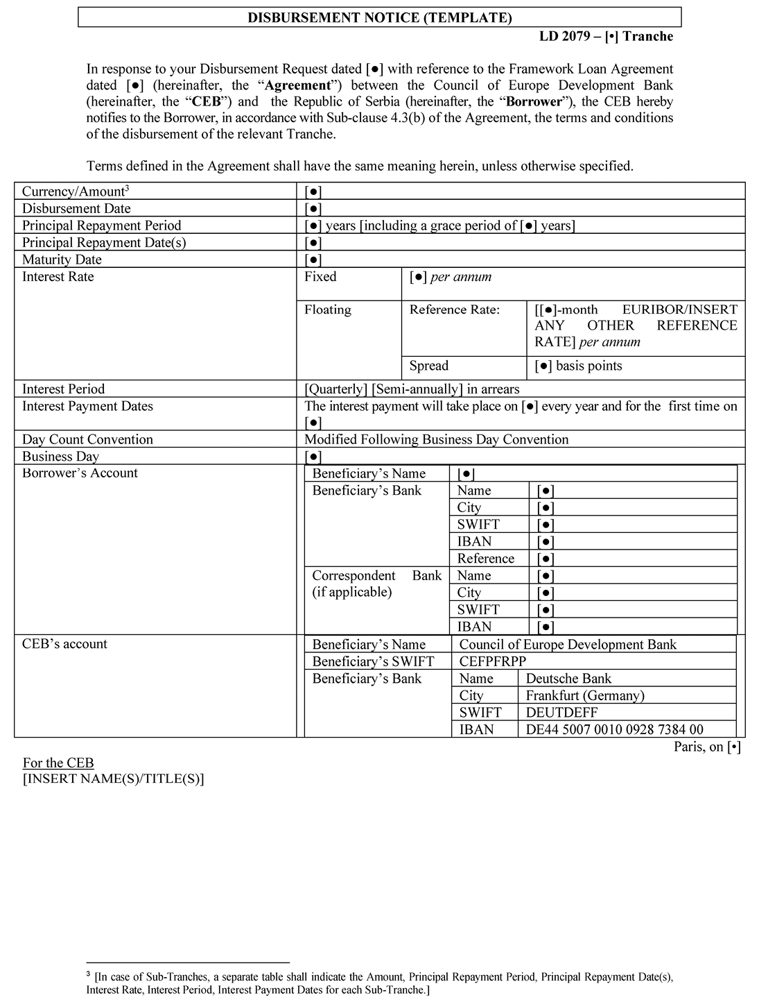 DISBURSEMENT NOTICE (TEMPLATE)
LD 2079 – [•] Tranche
In response to your Disbursement Request dated [●] with reference to the Framework Loan Agreement
dated [●] (hereinafter, the “Agreement”) between the Council of Europe Development Bank
(hereinafter, the “CEB”) and the Republic of Serbia (hereinafter, the “Borrower”), the CEB hereby
notifies to the Borrower, in accordance with Sub-clause 4.3(b) of the Agreement, the terms and conditions
of the disbursement of the relevant Tranche.
Terms defined in the Agreement shall have the same meaning herein, unless otherwise specified.
Currency/Amount3 [●]
Disbursement Date [●]
Principal Repayment Period [●] years [including a grace period of [●] years]
Principal Repayment Date(s) [●]
Maturity Date [●]
Interest Rate Fixed [●] per annum
Floating Reference Rate: [[●]-month EURIBOR/INSERT
ANY OTHER REFERENCE
RATE] per annum
Spread [●] basis points
Interest Period [Quarterly] [Semi-annually] in arrears
Interest Payment Dates The interest payment will take place on [●] every year and for the first time on
[●]
Day Count Convention Modified Following Business Day Convention
Business Day [●]
Borrower’s Account Beneficiary’s Name [●]
Beneficiary’s Bank Name [●]
City [●]
SWIFT [●]
IBAN [●]
Reference [●]
Correspondent Bank Name [●]
(if applicable) City [●]
SWIFT [●]
IBAN [●]
CEB’s account Beneficiary’s Name Council of Europe Development Bank
Beneficiary’s SWIFT CEFPFRPP
Beneficiary’s Bank Name Deutsche Bank
City Frankfurt (Germany)
SWIFT DEUTDEFF
IBAN DE44 5007 0010 0928 7384 00
Paris, on [•]
For the CEB
[INSERT NAME(S)/TITLE(S)]
3 [In case of Sub-Tranches, a separate table shall indicate the Amount, Principal Repayment Period, Principal Repayment Date(s),
Interest Rate, Interest Period, Interest Payment Dates for each Sub-Tranche.]